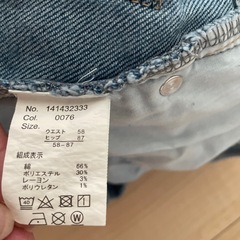 No. 141432333
Col. 0076
Size.
ウエスト 58
ヒップ 87
58-87
組成表示
綿 66%
ポリエステル 30%
レーヨン 3%
ポリウレタン 1%